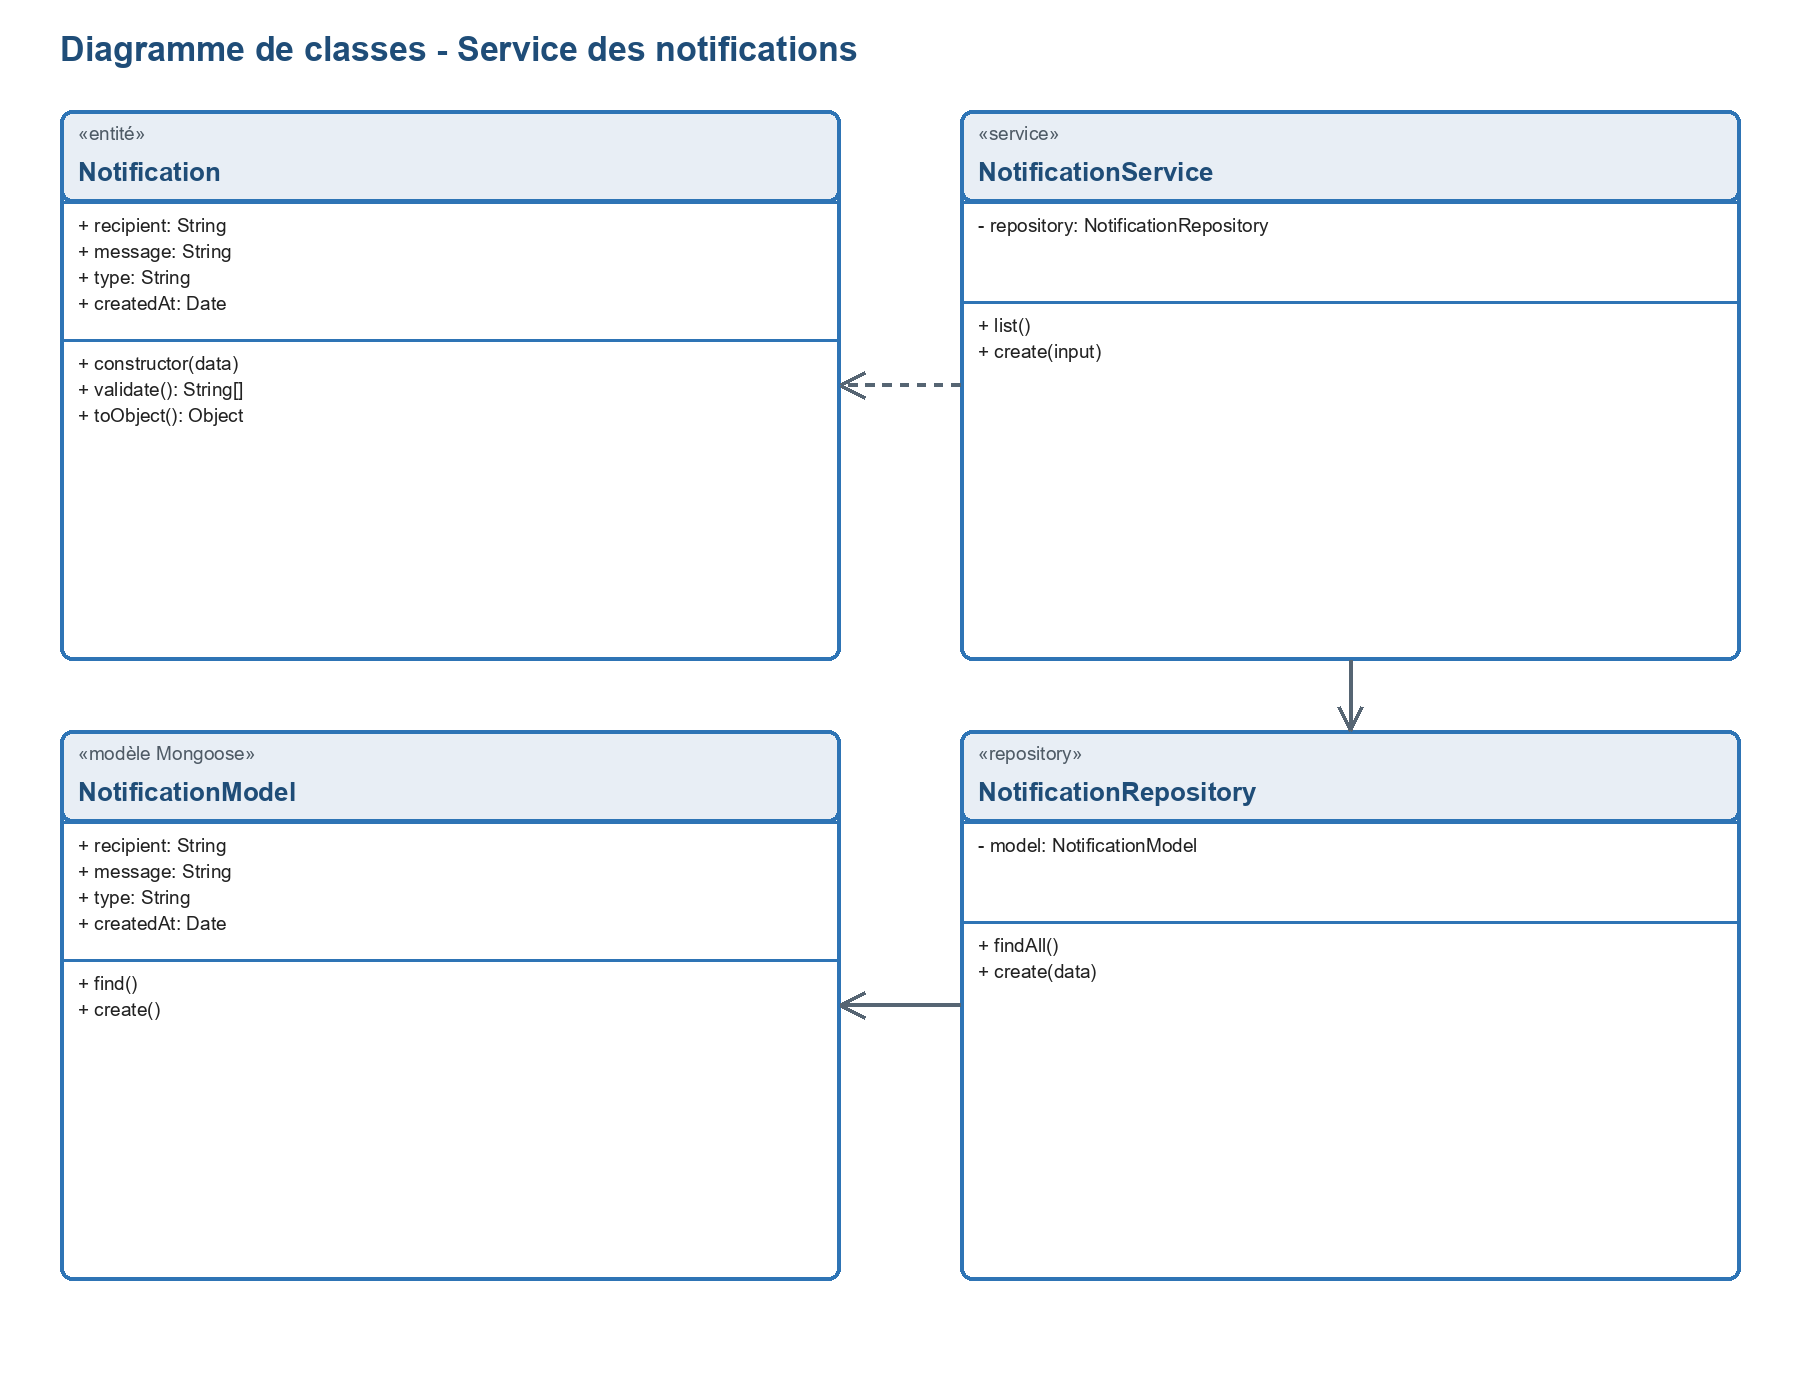 Diagramme de classes - Service des notifications
«entité»
Notification
+ recipient: String
+ message: String
+ type: String
+ createdAt: Date
+ constructor(data)
+ validate(): String[]
+ toObject(): Object
«service»
NotificationService
- repository: NotificationRepository
+ list()
+ create(input)
«modèle Mongoose»
NotificationModel
+ recipient: String
+ message: String
+ type: String
+ createdAt: Date
+ find()
+ create()
«repository»
NotificationRepository
- model: NotificationModel
+ findAll()
+ create(data)